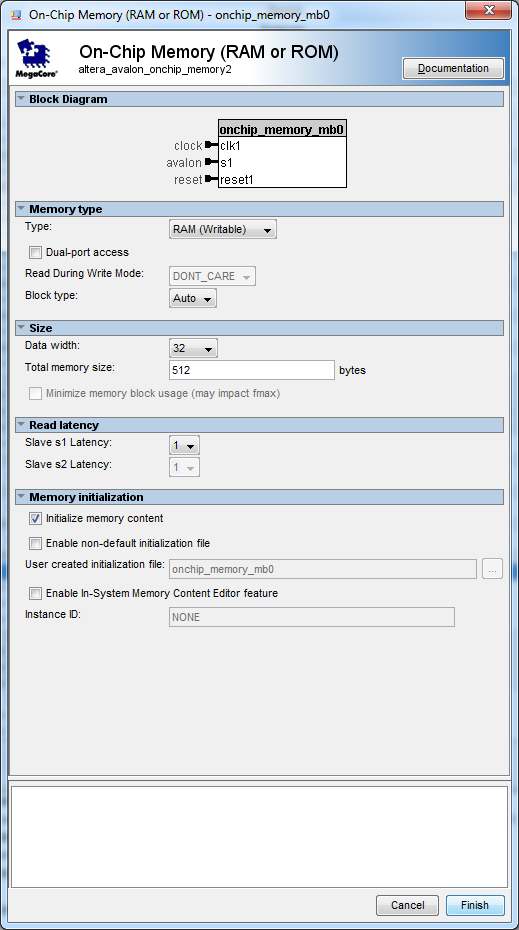 On-Chip Memory (RAM or ROM) - onchip_memory_mb0
On-Chip Memory (RAM or ROM)
MegaCore®
altera_avalon_onchip_memory2
Documentation
Block Diagram
onchip_memory_mb0
clock clk1
avalon s1
reset reset1
Memory type
Type: RAM (Writable)
Dual-port access
Read During Write Mode: DONT_CARE
Block type: Auto
Size
Data width: 32
Total memory size: 512 bytes
Minimize memory block usage (may impact fmax)
Read latency
Slave s1 Latency: 1
Slave s2 Latency: 1
Memory initialization
Initialize memory content
Enable non-default initialization file
User created initialization file: onchip_memory_mb0 ...
Enable In-System Memory Content Editor feature
Instance ID: NONE
Cancel Finish